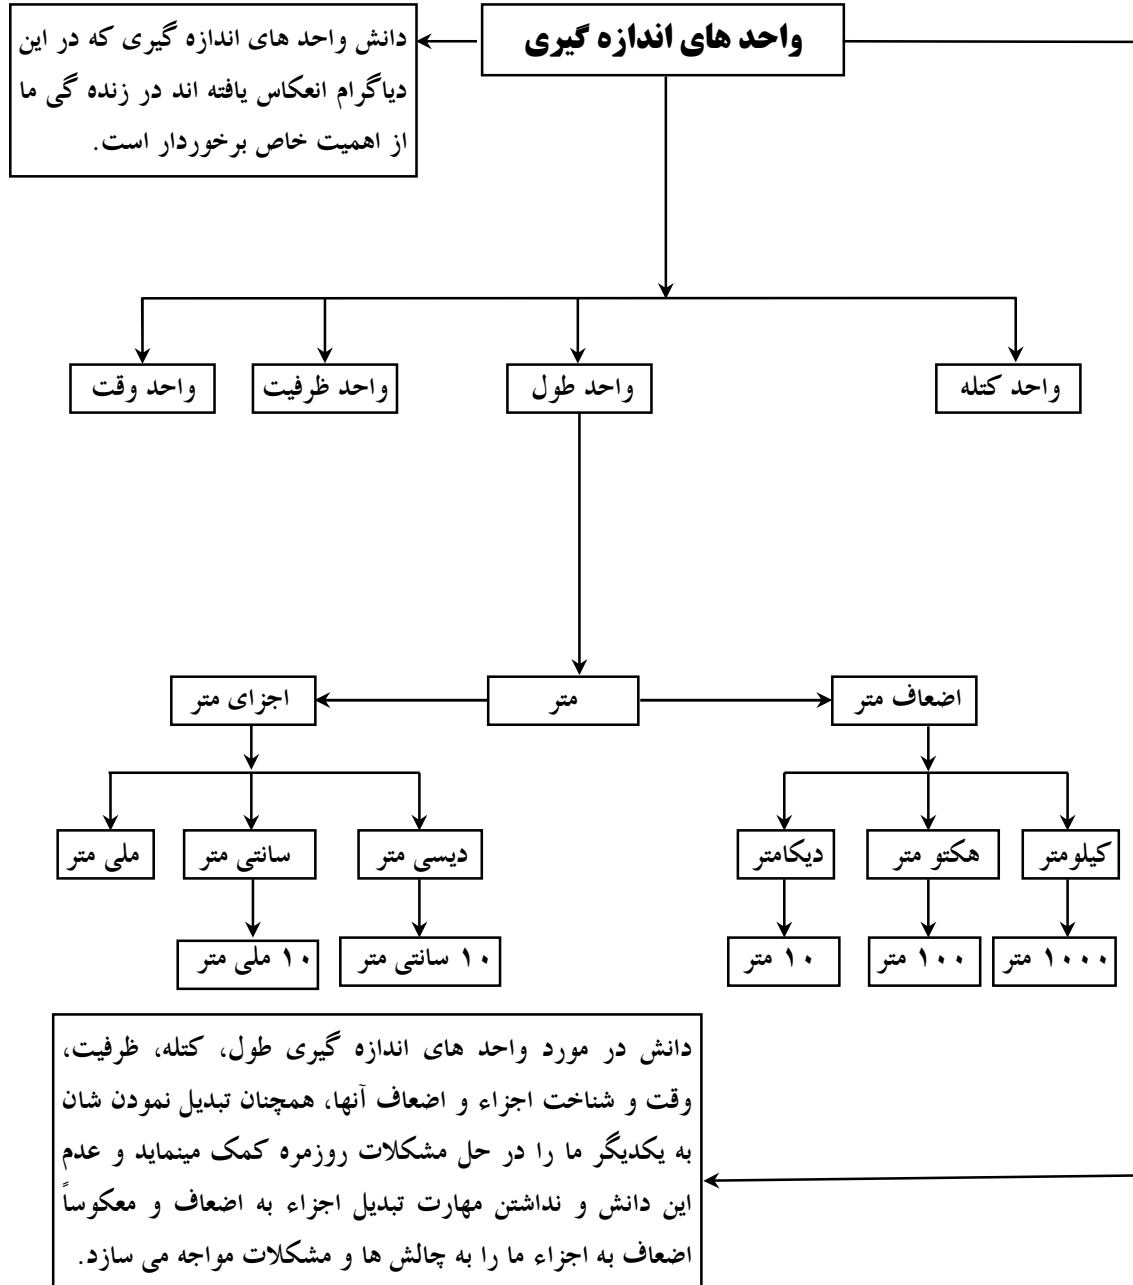 واحد های اندازه گیری
دانش واحد های اندازه گیری که در این
دیاگرام انعکاس یافته اند در زنده گی ما
از اهمیت خاص برخوردار است.
واحد کتله
واحد طول
واحد ظرفیت
واحد وقت
اضعاف متر
متر
اجزای متر
کیلومتر
هکتو متر
دیکامتر
دیسی متر
سانتی متر
ملی متر
۱۰۰۰ متر
۱۰۰ متر
۱۰ متر
۱۰ سانتی متر
۱۰ ملی متر
دانش در مورد واحد های اندازه گیری طول، کتله، ظرفیت،
وقت و شناخت اجزاء و اضعاف آنها، همچنان تبدیل نمودن شان
به یکدیگر ما را در حل مشکلات روزمره کمک مینماید و عدم
این دانش و نداشتن مهارت تبدیل اجزاء به اضعاف و معکوساً
اضعاف به اجزاء ما را به چالش ها و مشکلات مواجه می سازد.